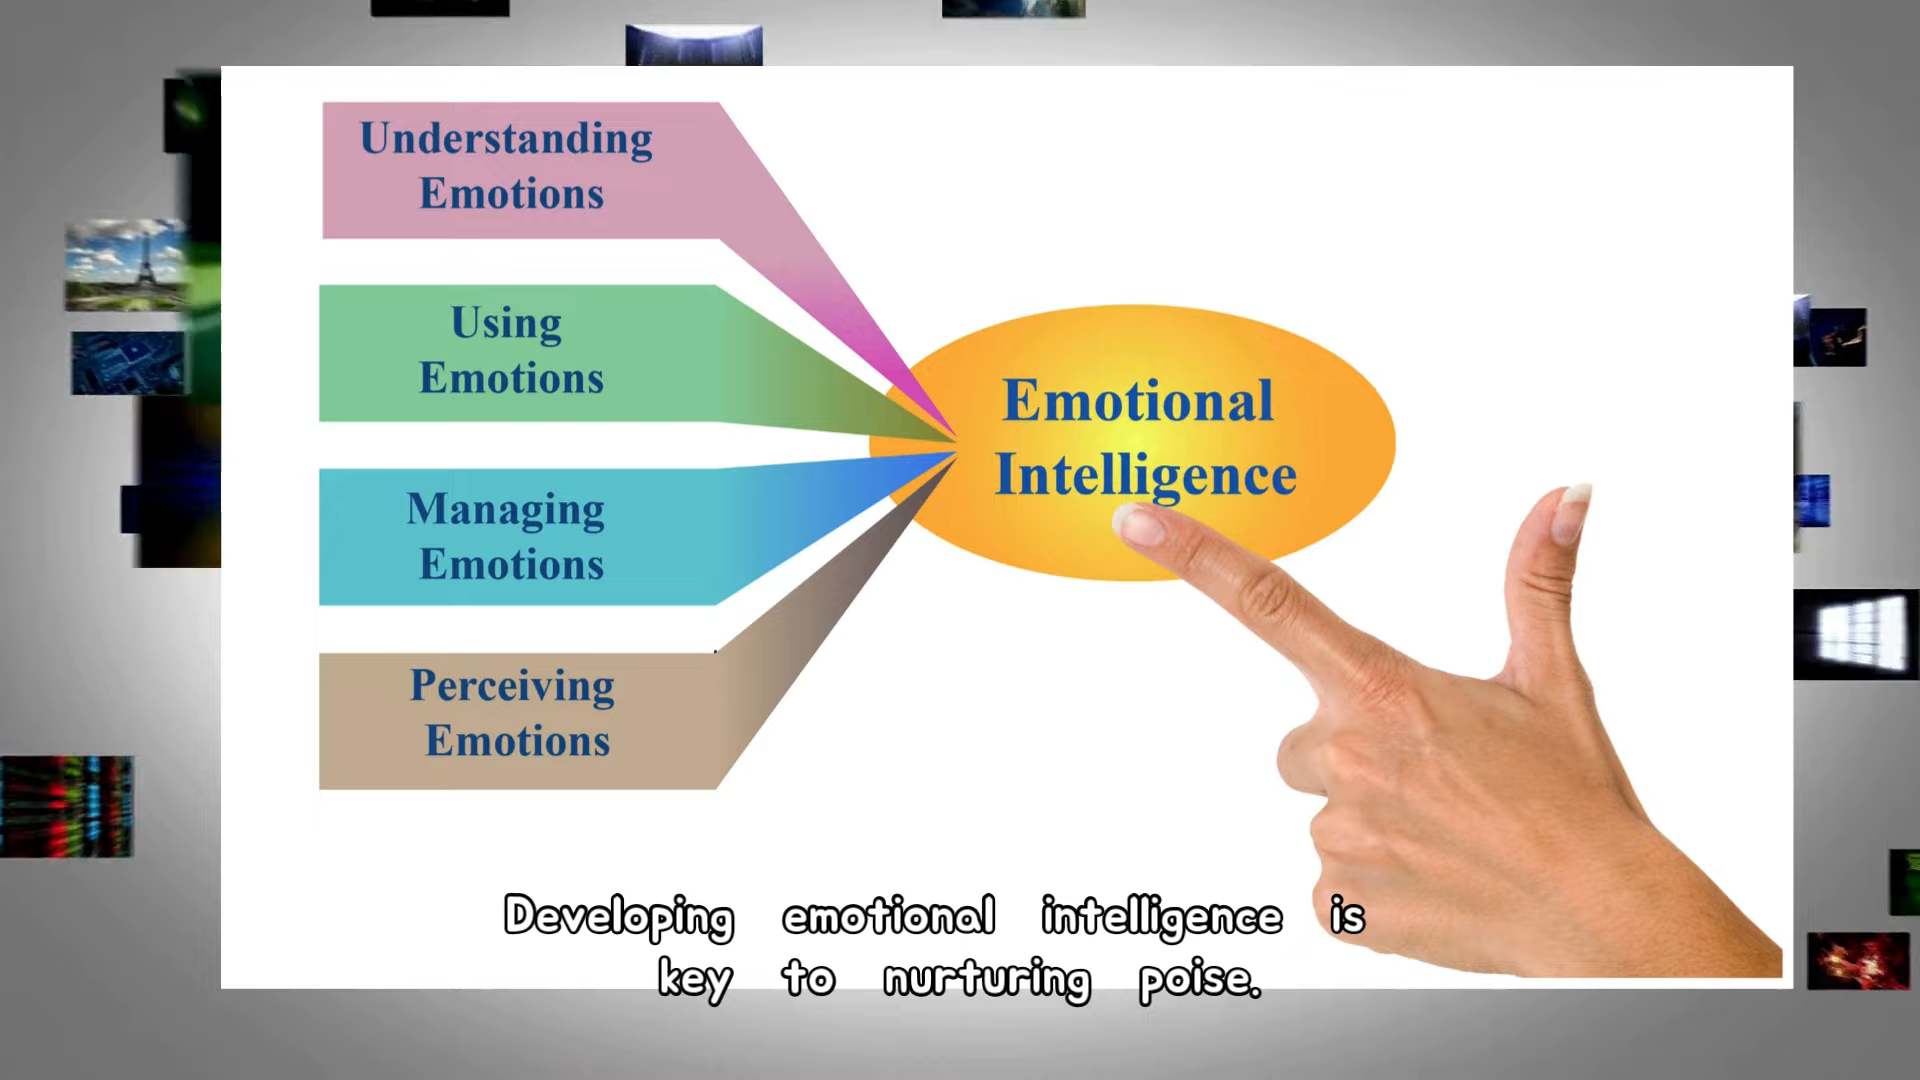 Understanding
Emotions
Using
Emotions
Managing
Emotions
Perceiving
Emotions
Emotional
Intelligence
Developing emotional intelligence is
key to nurturing poise.